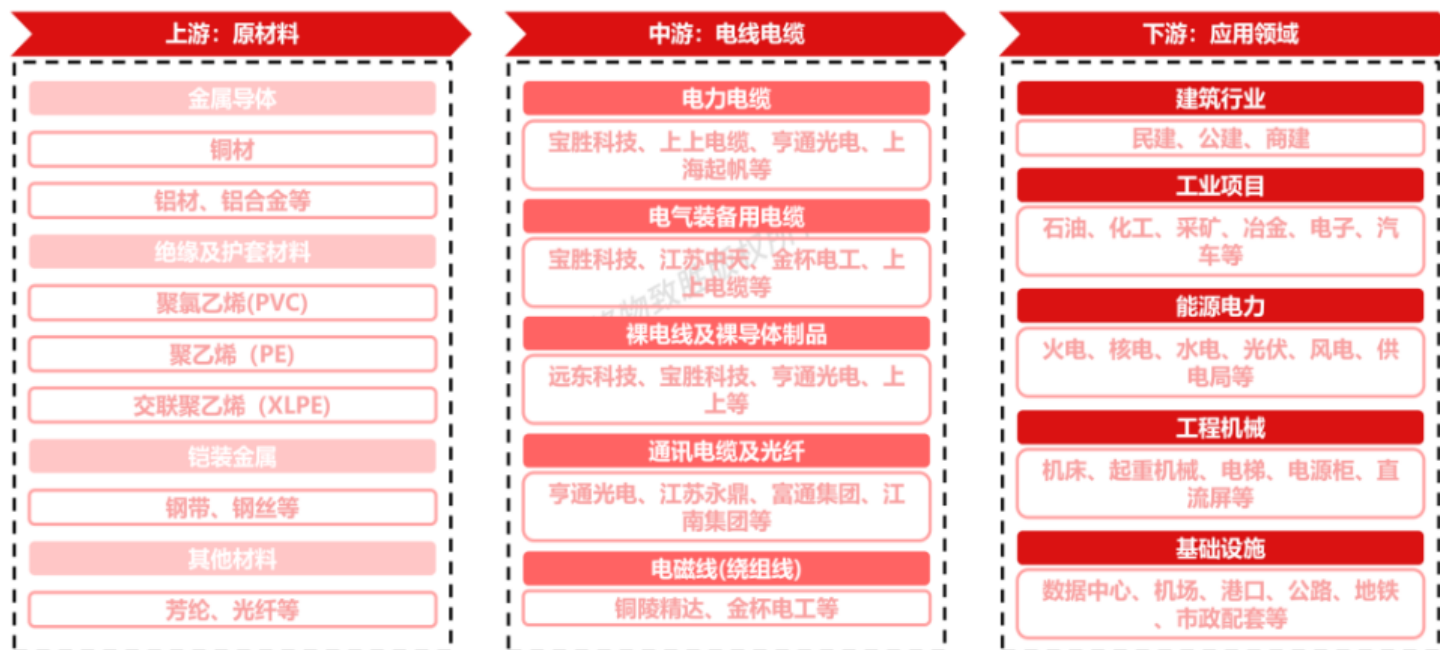 上游：原材料
金属导体
铜材
铝材、铝合金等
绝缘及护套材料
聚氯乙烯(PVC)
聚乙烯（PE)
交联聚乙烯（XLPE)
铠装金属
钢带、钢丝等
其他材料
芳纶、光纤等
中游：电线电缆
电力电缆
宝胜科技、上上电缆、亨通光电、上
海起帆等
电气装备用电缆
宝胜科技、江苏中天、金杯电工、上
上电缆等
裸电线及裸导体制品
远东科技、宝胜科技、亨通光电、上
上等
通讯电缆及光纤
亨通光电、江苏永鼎、富通集团、江
南集团等
电磁线(绕组线)
铜陵精达、金杯电工等
下游：应用领域
建筑行业
民建、公建、商建
工业项目
石油、化工、采矿、冶金、电子、汽
车等
能源电力
火电、核电、水电、光伏、风电、供
电局等
工程机械
机床、起重机械、电梯、电源柜、直
流屏等
基础设施
数据中心、机场、港口、公路、地铁
、市政配套等